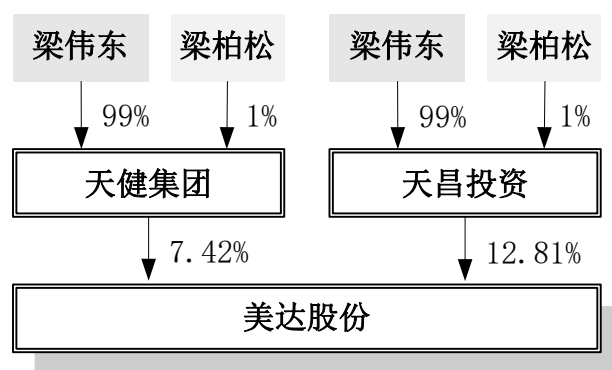 梁伟东 梁柏松 梁伟东 梁柏松
99% 1% 99% 1%
天健集团 天昌投资
7.42% 12.81%
美达股份